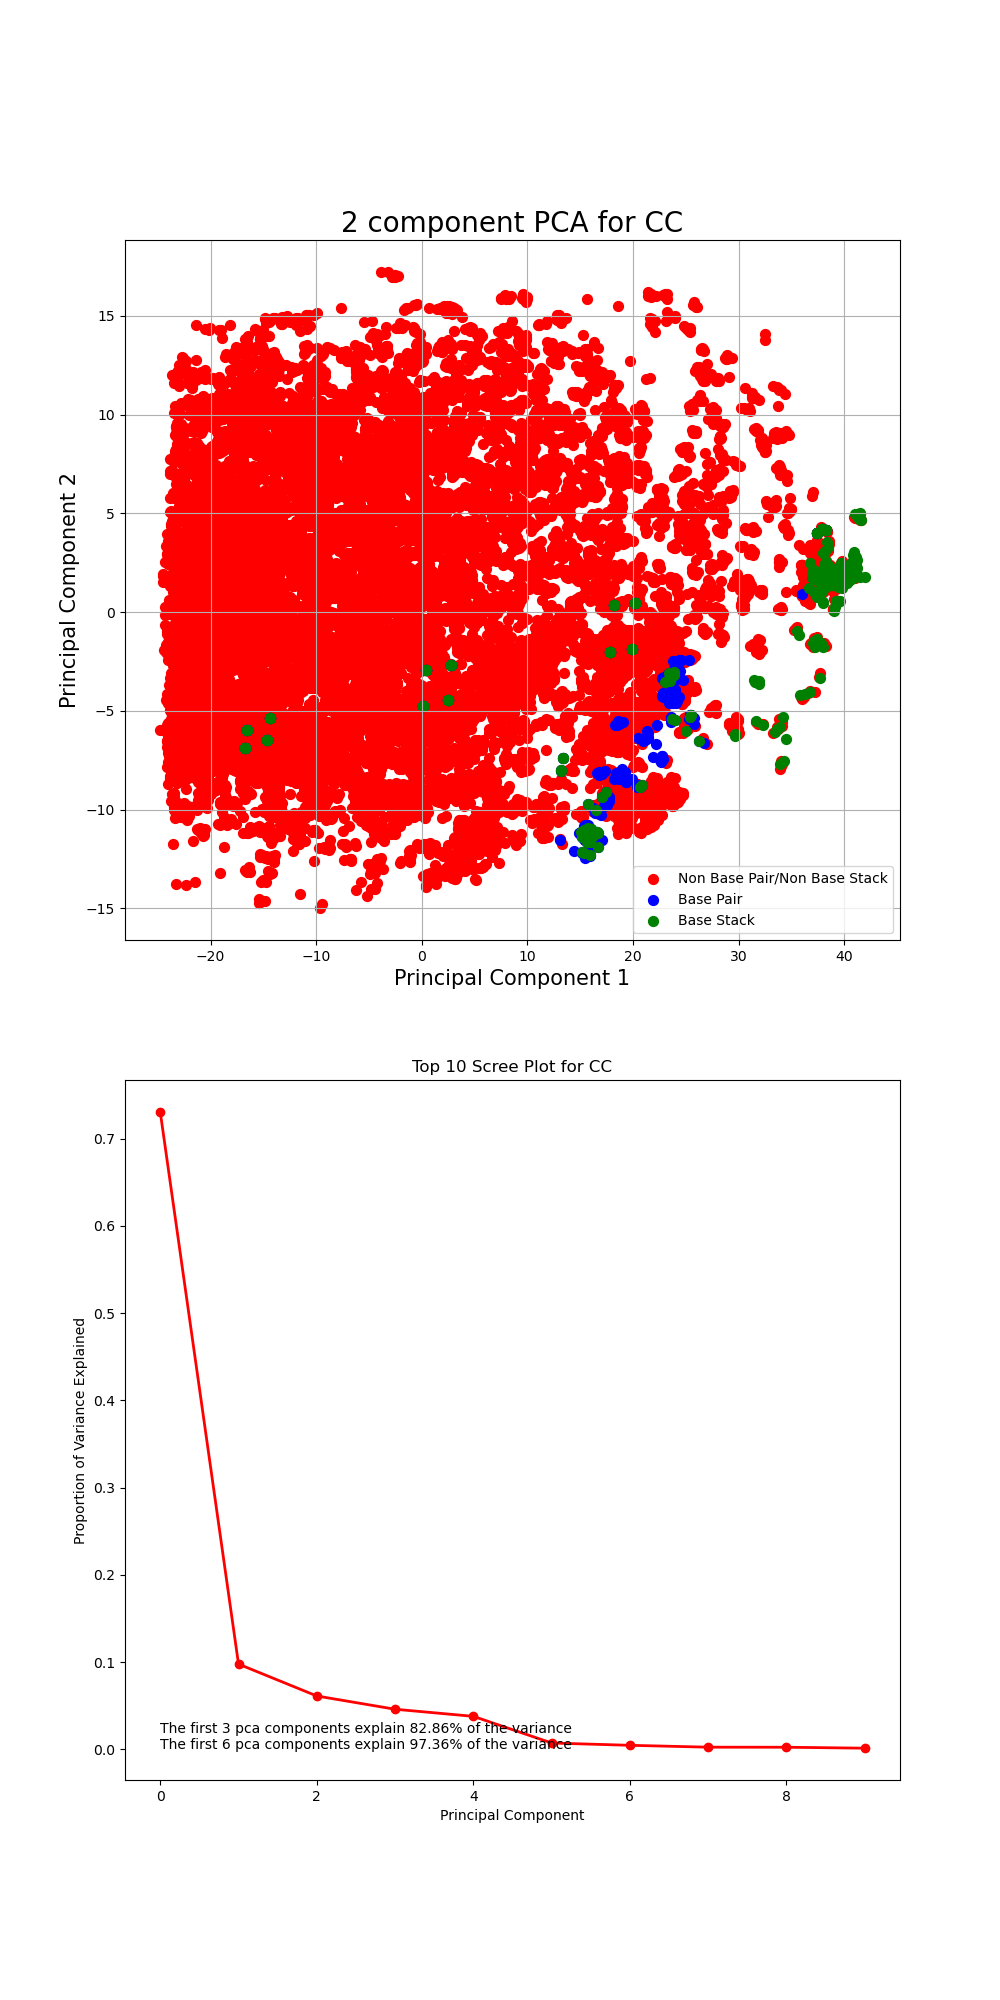 2 component PCA for CC
15
10
5
0
−5
−10
−15
Principal Component 2
Non Base Pair/Non Base Stack
Base Pair
Base Stack
−20 −10 0 10 20 30 40
Principal Component 1
Top 10 Scree Plot for CC
0.7
0.6
0.5
0.4
0.3
0.2
0.1
0.0
Proportion of Variance Explained
The first 3 pca components explain 82.86% of the variance
The first 6 pca components explain 97.36% of the variance
0 2 4 6 8
Principal Component